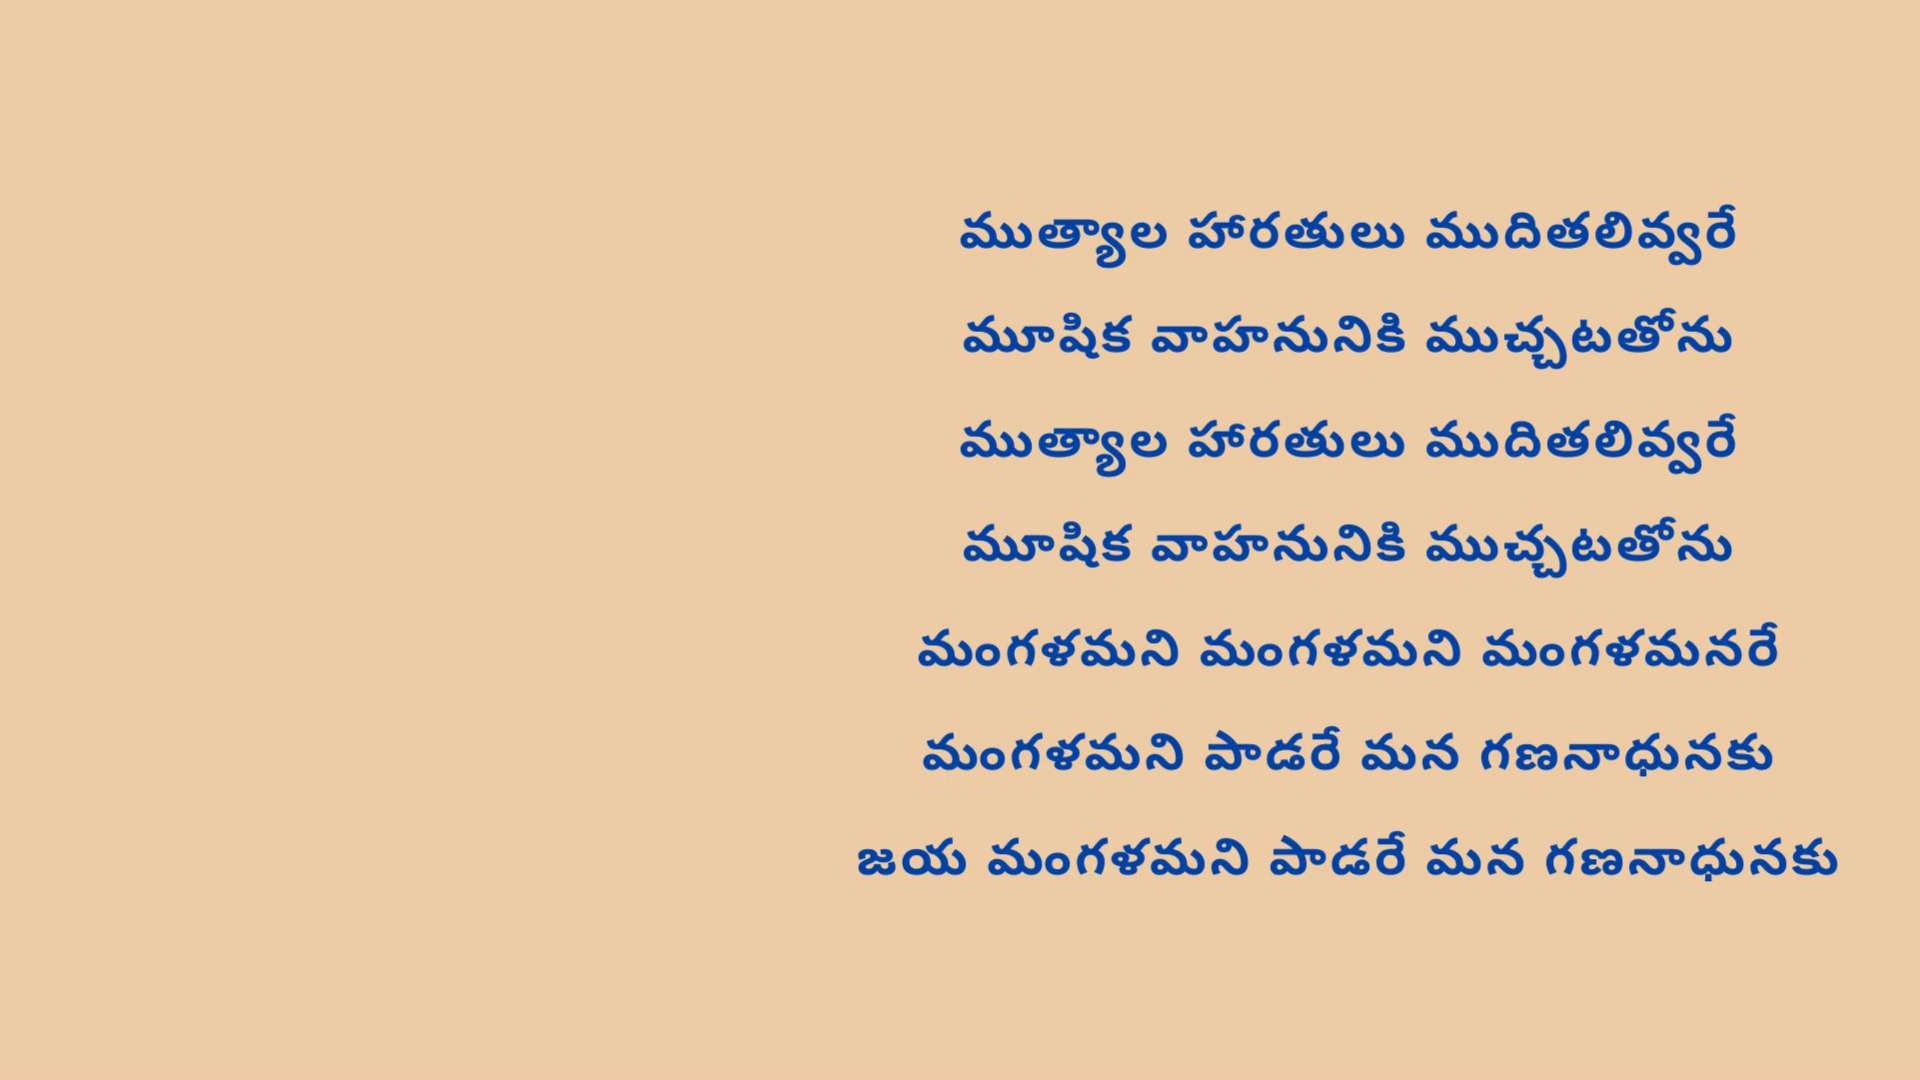 ముత్యాల హారతులు ముదితలివ్వరే
మూషిక వాహనునికి ముచ్చటతోను
ముత్యాల హారతులు ముదితలివ్వరే
మూషిక వాహనునికి ముచ్చటతోను
మంగళమని మంగళమని మంగళమనరే
మంగళమని పాడరే మన గణనాధునకు
జయ మంగళమని పాడరే మన గణనాధునకు